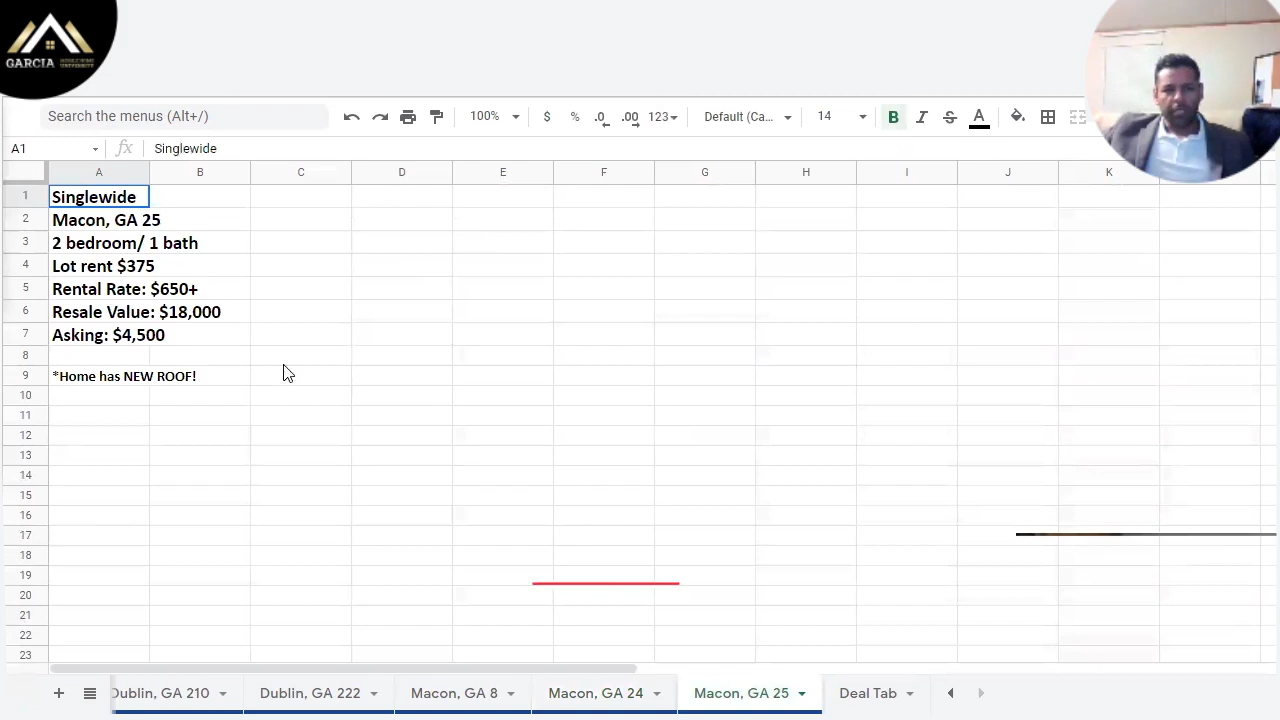 GARCIA MOBILE HOME
UNIVERSITY
Search the menus (Alt+/)
100%
$
%
.0
.00
123
Default (Ca...
14
B
I
S
A
A1
fx
Singlewide
A B C D E F G H I J K
1 Singlewide
2 Macon, GA 25
3 2 bedroom/ 1 bath
4 Lot rent $375
5 Rental Rate: $650+
6 Resale Value: $18,000
7 Asking: $4,500
8
9 *Home has NEW ROOF!
10
11
12
13
14
15
16
17
18
19
20
21
22
23
Dublin, GA 210
Dublin, GA 222
Macon, GA 8
Macon, GA 24
Macon, GA 25
Deal Tab